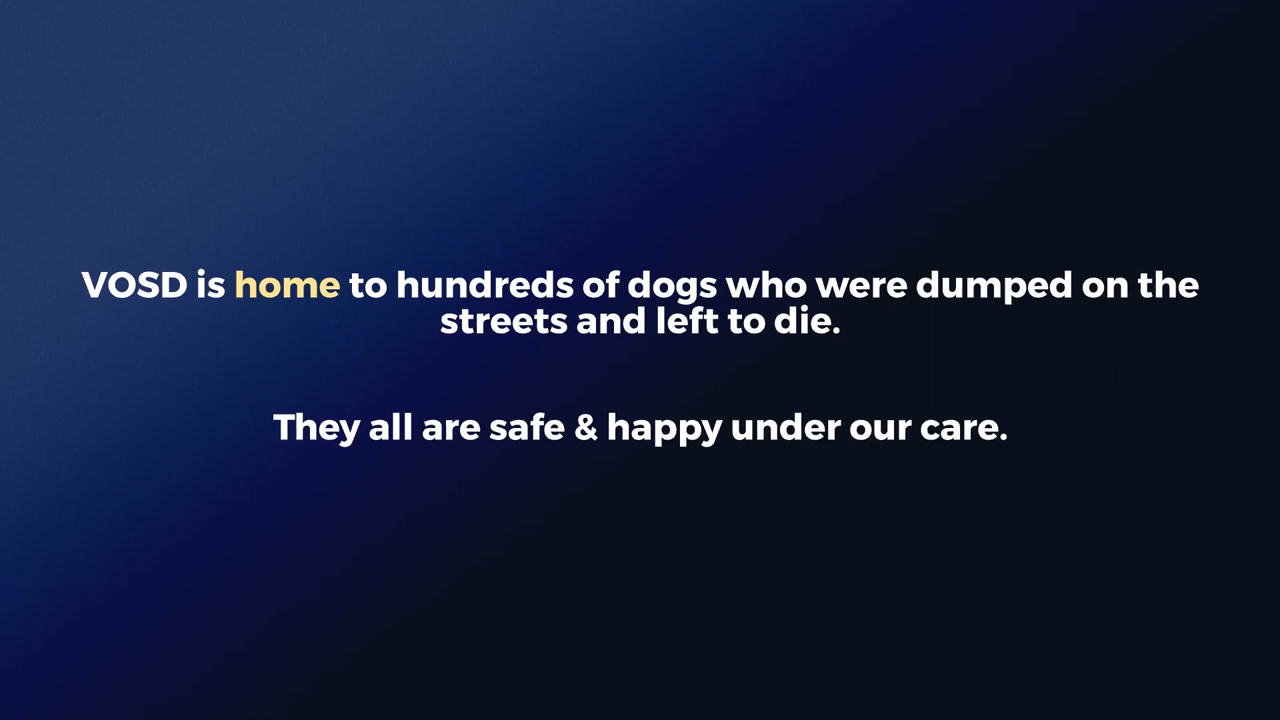 VOSD is home to hundreds of dogs who were dumped on the
streets and left to die.
They all are safe & happy under our care.